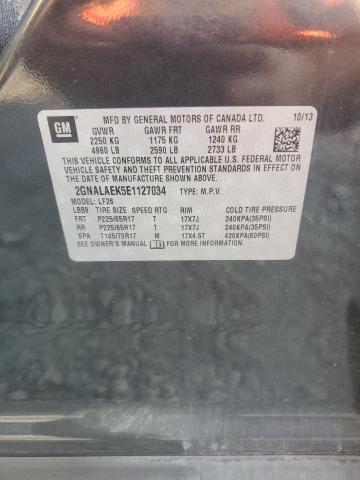 GM
MFD BY GENERAL MOTORS OF CANADA LTD. 10/13
GVWR GAWR FRT GAWR RR
2250 KG 1175 KG 1240 KG
4960 LB 2590 LB 2733 LB
THIS VEHICLE CONFORMS TO ALL APPLICABLE U.S. FEDERAL MOTOR
VEHICLE SAFETY, BUMPER, AND THEFT PREVENTION STANDARDS IN
EFFECT ON THE DATE OF MANUFACTURE SHOWN ABOVE.
2GNALAEK5E1127034 TYPE: M.P.V.
MODEL: LF26
LBB9 TIRE SIZE SPEED RTG RIM COLD TIRE PRESSURE
FRT P225/65R17 T 17X7J 240KPA(35PSI)
RR P225/65R17 T 17X7J 240KPA(35PSI)
SPA T145/70R17 M 17X4.5T 420KPA(60PSI)
SEE OWNER'S MANUAL FOR ADDITIONAL INFORMATION.